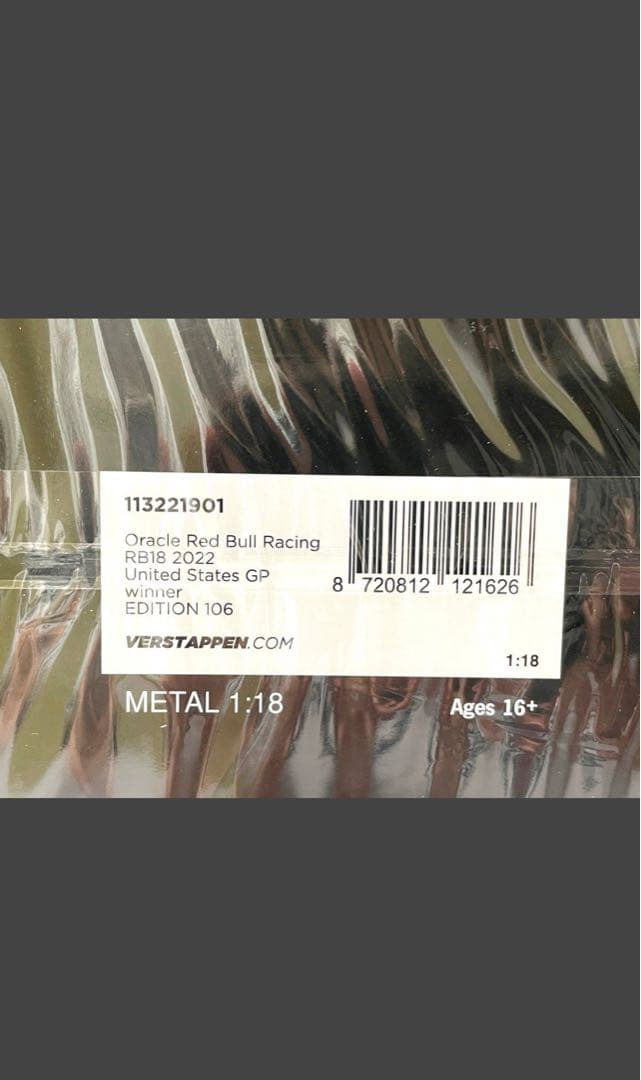 113221901
Oracle Red Bull Racing
RB18 2022
United States GP
winner
EDITION 106
VERSTAPPEN.COM
8 720812 121626
1:18
METAL 1:18
Ages 16+